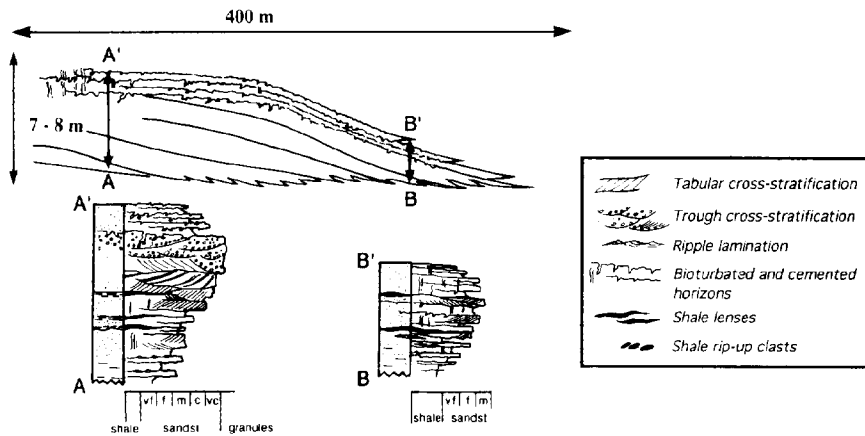 400 m
A'
7 - 8 m
B'
A
B
A'
B'
A
B
vf f m c vc
shale sandst granules
vf f m
shale sandst
Tabular cross-stratification
Trough cross-stratification
Ripple lamination
Bioturbated and cemented
horizons
Shale lenses
Shale rip-up clasts